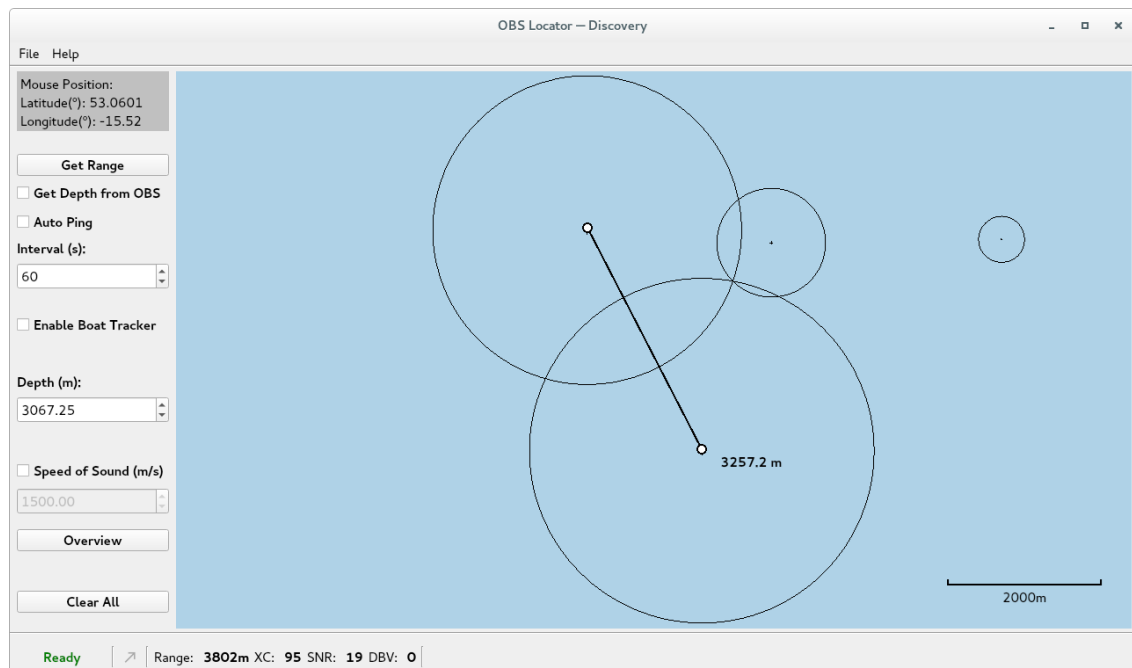 OBS Locator — Discovery
File Help
Mouse Position:
Latitude(°): 53.0601
Longitude(°): -15.52
Get Range
Get Depth from OBS
Auto Ping
Interval (s):
60
Enable Boat Tracker
Depth (m):
3067.25
Speed of Sound (m/s)
1500.00
Overview
Clear All
3257.2 m
2000m
Ready Range: 3802m XC: 95 SNR: 19 DBV: 0